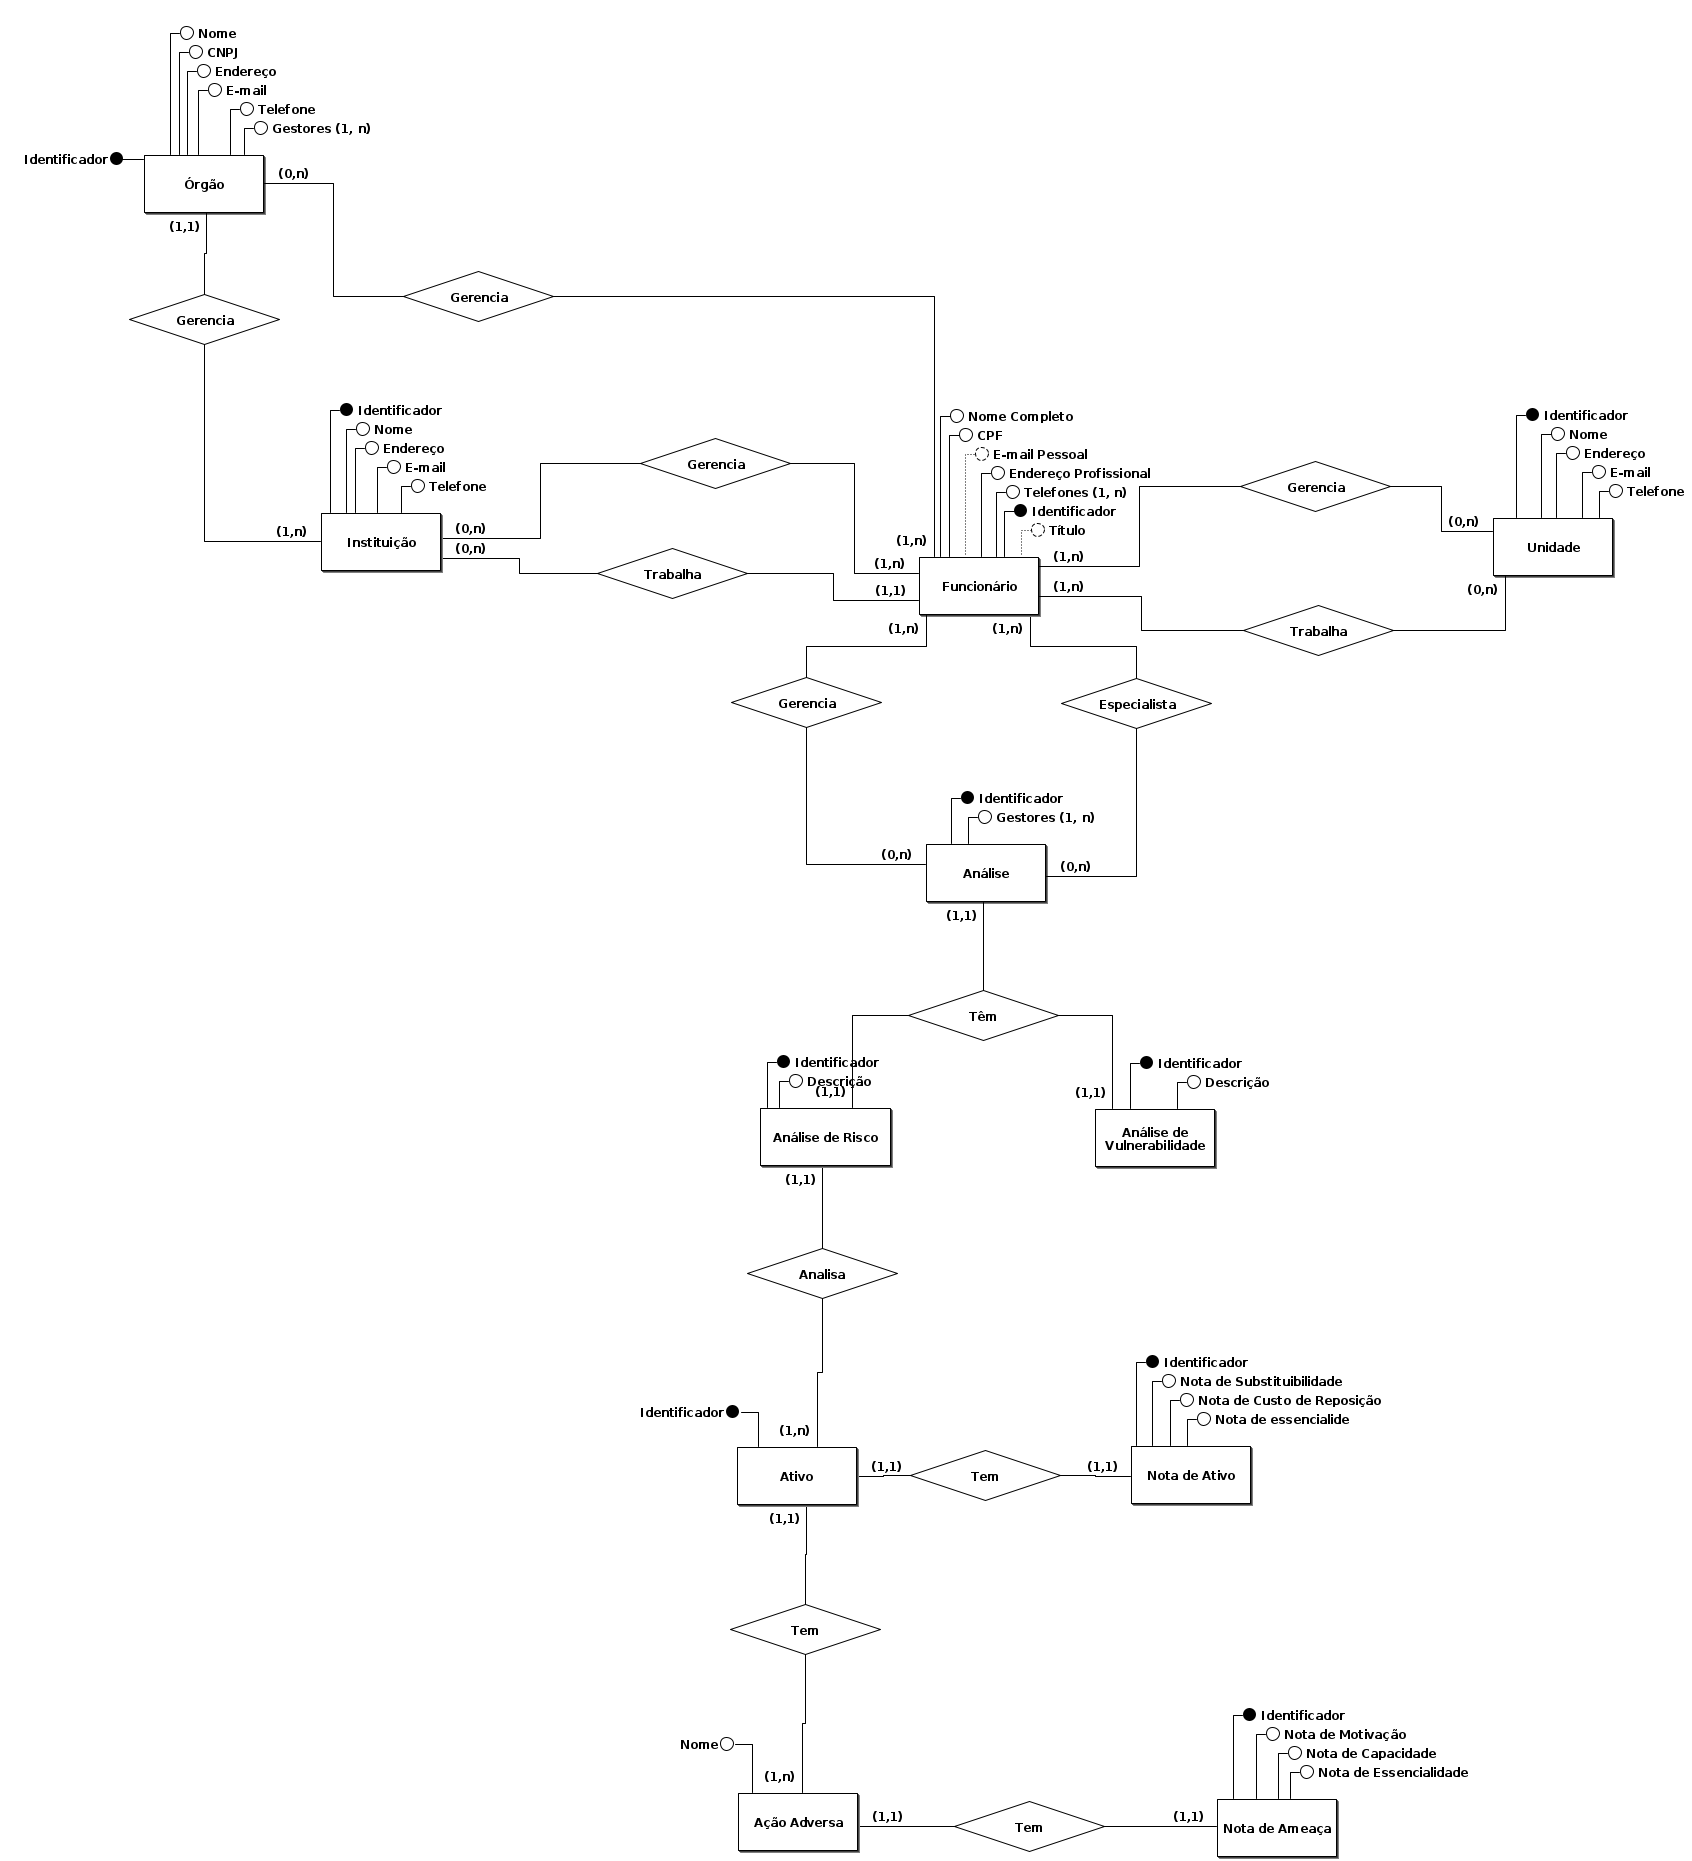 Nome
CNPJ
Endereço
E-mail
Telefone
Gestores (1, n)
Identificador
Órgão
(0,n)
(1,1)
Gerencia
Gerencia
Identificador
Nome
Endereço
E-mail
Telefone
(1,n)
Instituição
(0,n)
(0,n)
Gerencia
Trabalha
Nome Completo
CPF
E-mail Pessoal
Endereço Profissional
Telefones (1, n)
Identificador
Título
(1,n)
(1,n)
(1,1)
Funcionário
(1,n)
(1,n)
(1,n)
(1,n)
Gerencia
Trabalha
Identificador
Nome
Endereço
E-mail
Telefone
(0,n)
Unidade
(0,n)
Gerencia
Especialista
Identificador
Gestores (1, n)
(0,n)
Análise
(0,n)
(1,1)
Têm
Identificador
Descrição
(1,1)
Análise de Risco
(1,1)
Identificador
Descrição
(1,1)
Análise de
Vulnerabilidade
Analisa
Identificador
(1,n)
Ativo
(1,1)
(1,1)
Tem
(1,1)
Identificador
Nota de Substituibilidade
Nota de Custo de Reposição
Nota de essencialide
Nota de Ativo
Tem
Nome
(1,n)
Ação Adversa
(1,1)
Tem
(1,1)
Identificador
Nota de Motivação
Nota de Capacidade
Nota de Essencialidade
Nota de Ameaça